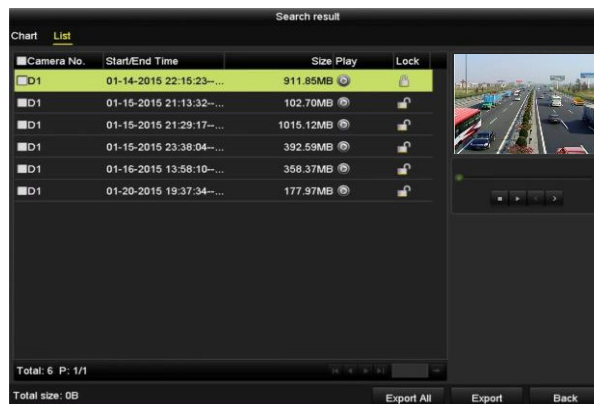 Search result
Chart List
Camera No. Start/End Time Size Play Lock
D1 01-14-2015 22:15:23--... 911.85MB
D1 01-15-2015 21:13:32--... 102.70MB
D1 01-15-2015 21:29:17--... 1015.12MB
D1 01-15-2015 23:38:04--... 392.59MB
D1 01-16-2015 13:58:10--... 358.37MB
D1 01-20-2015 19:37:34--... 177.97MB
Total: 6 P: 1/1
Total size: 0B Export All Export Back